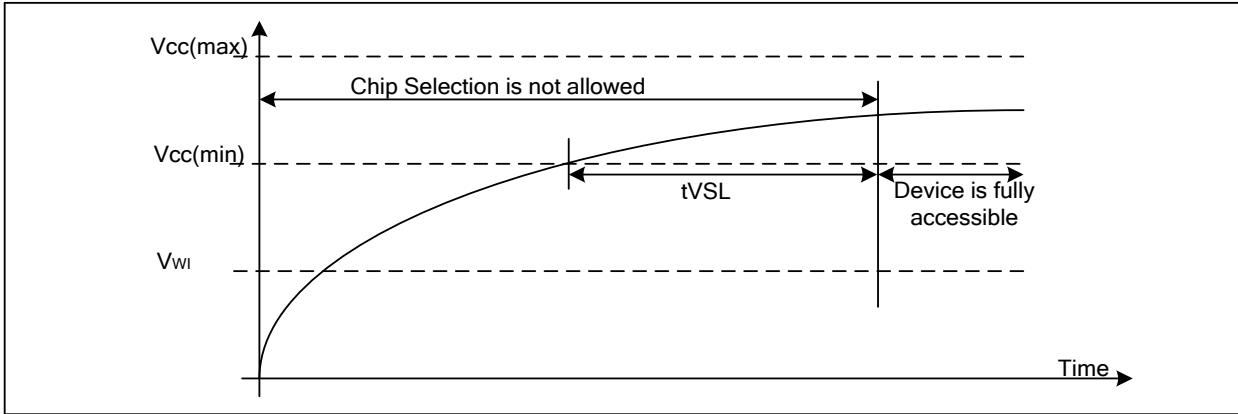 Vcc(max)
Chip Selection is not allowed
Vcc(min)
tVSL
Device is fully
accessible
VWI
Time